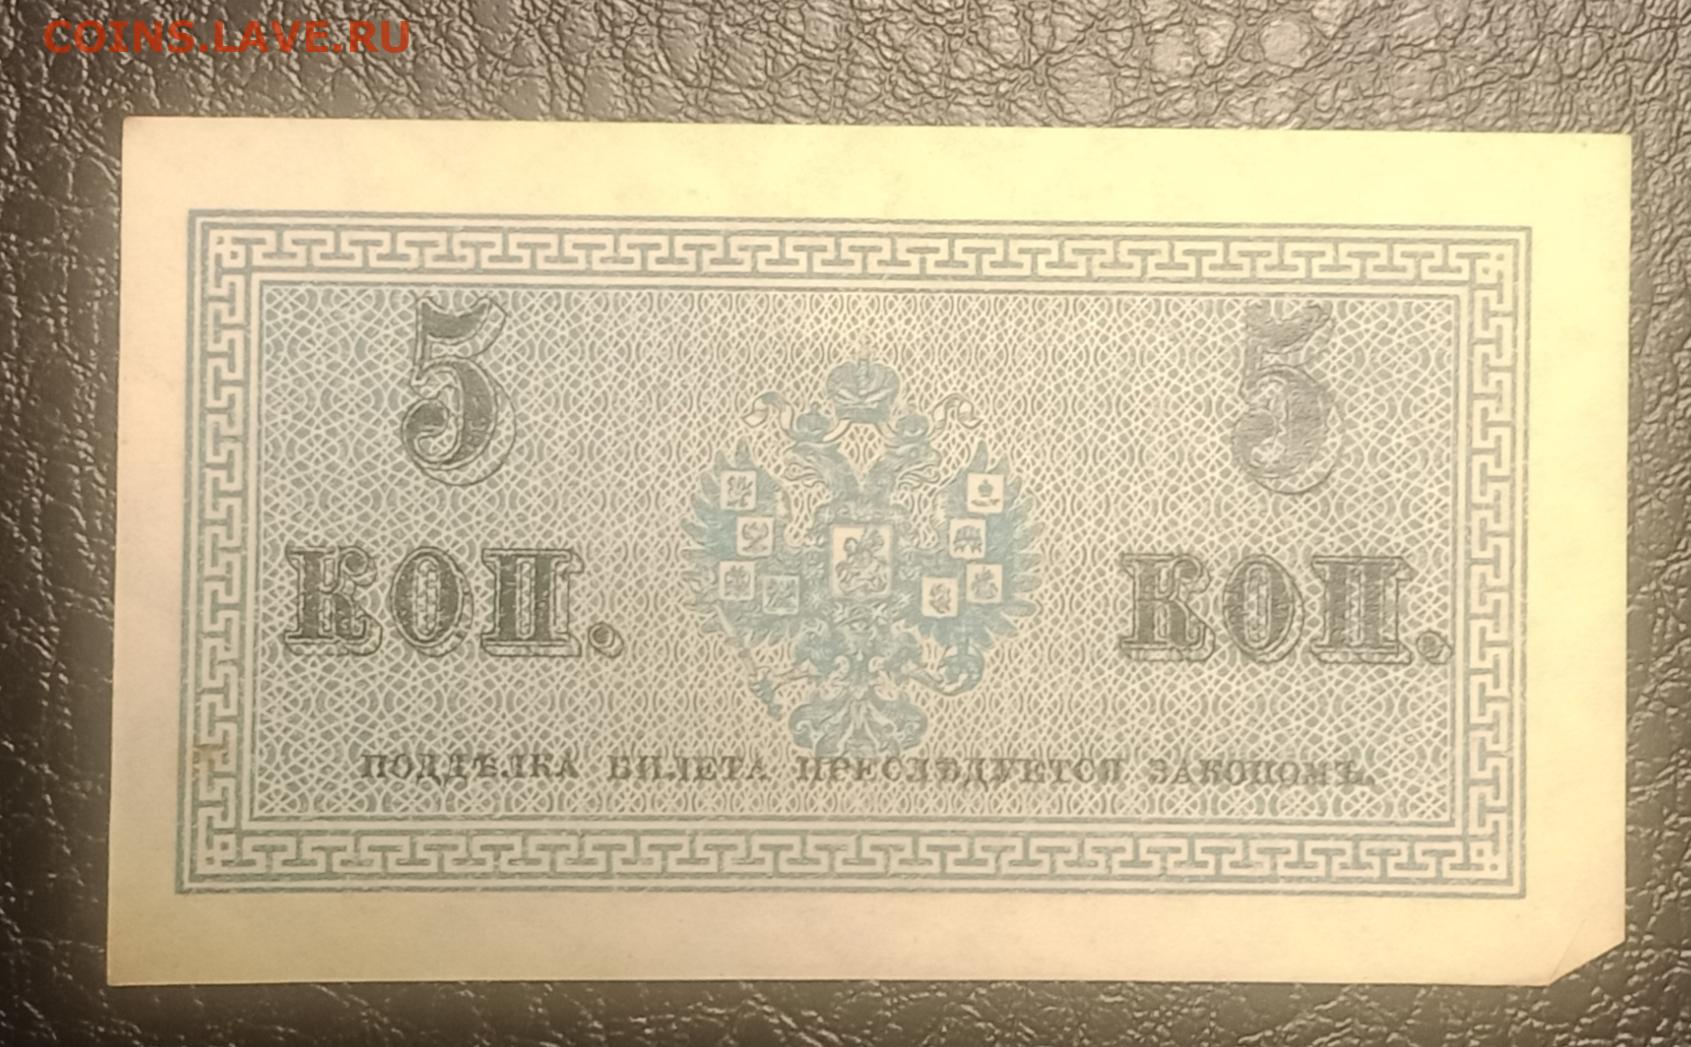 COINS.LAVE.RU
5 5
КОП. КОП.
ПОДДѢЛКА БИЛЕТА ПРЕСЛѢДУЕТСЯ ЗАКОНОМЪ.